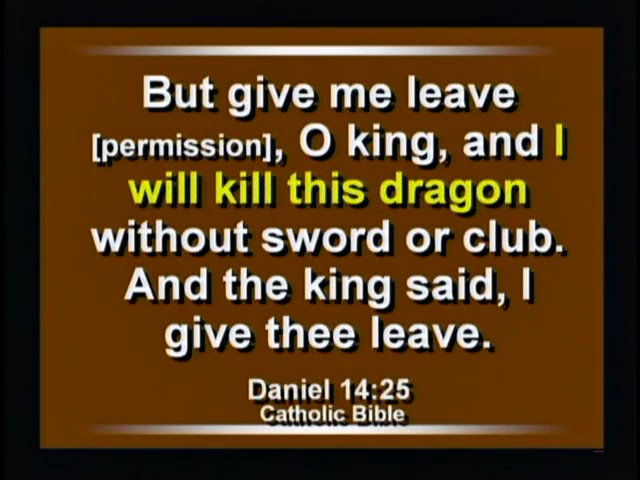 But give me leave
[permission], O king, and I
will kill this dragon
without sword or club.
And the king said, I
give thee leave.
Daniel 14:25
Catholic Bible